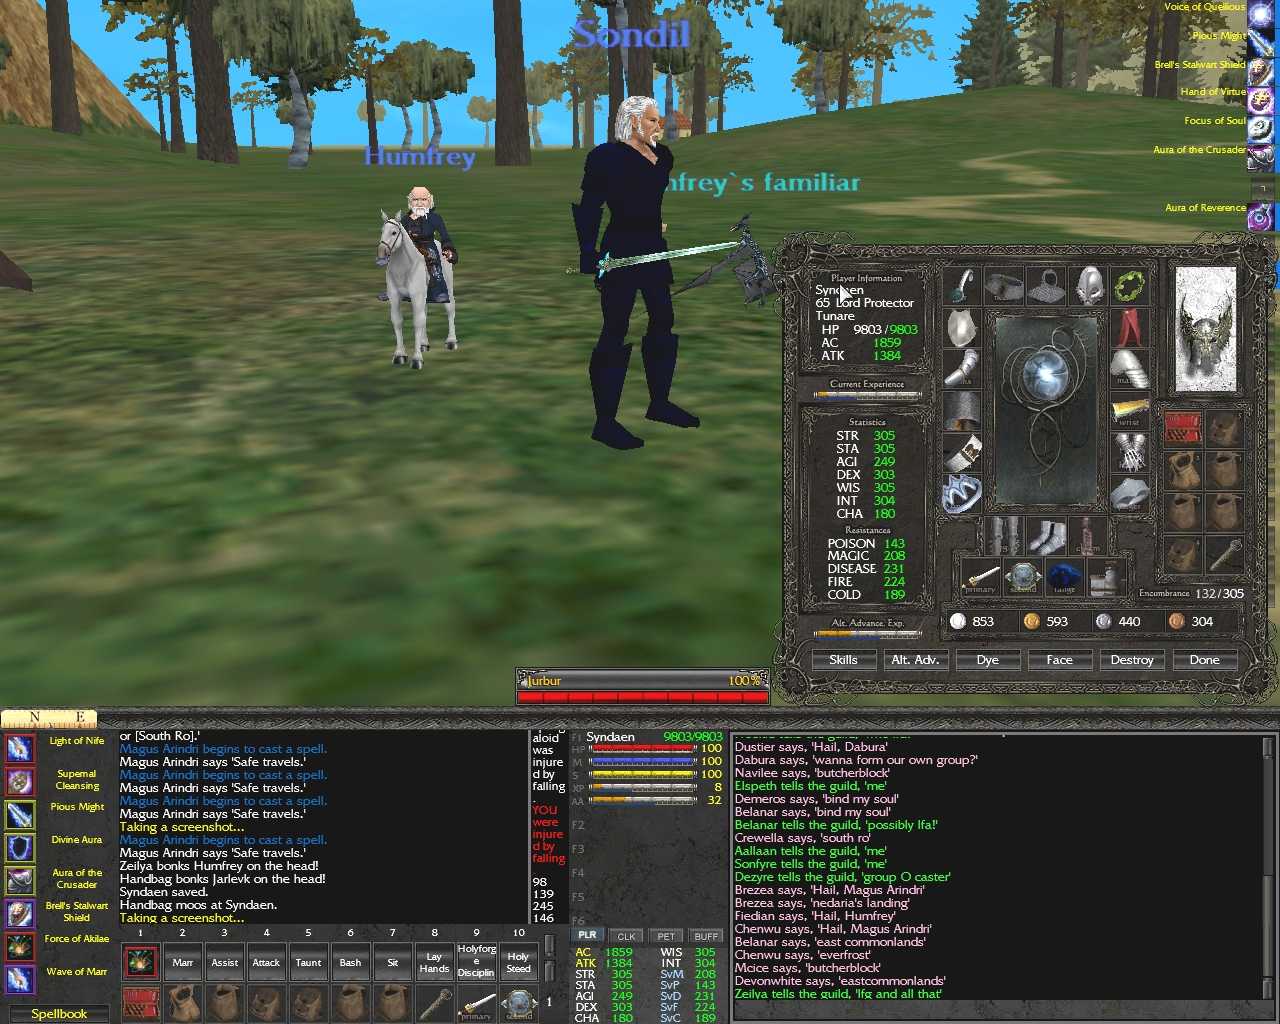 Sondil
Humfrey
nfrey`s familiar
Voice of Quellious
Pious Might
Brell's Stalwart Shield
Hand of Virtue
Focus of Soul
Aura of the Crusader
Aura of Reverence
Player Information
65 Lord Protector
Tunare
HP 9803/9803
AC 1859
ATK 1384
Current Experience
Statistics
STR 305
STA 305
AGI 249
DEX 303
WIS 305
INT 304
CHA 180
Resistances
POISON 143
MAGIC 208
DISEASE 231
FIRE 224
COLD 189
Alt. Advance. Exp.
wrist
primary
range
Encumbrance 132/305
853 593 440 304
Skills Alt. Adv. Dye Face Destroy Done
Jurbur 100%
N E
Light of Nife
Supernal Cleansing
Pious Might
Divine Aura
Aura of the Crusader
Brell's Stalwart Shield
Force of Akilae
Wave of Marr
Spellbook
or [South Ro].'
Magus Arindri begins to cast a spell.
Magus Arindri says 'Safe travels.'
Magus Arindri begins to cast a spell.
Magus Arindri says 'Safe travels.'
Magus Arindri begins to cast a spell.
Magus Arindri says 'Safe travels.'
Taking a screenshot...
Magus Arindri begins to cast a spell.
Magus Arindri says 'Safe travels.'
Zeilya bonks Humfrey on the head!
Handbag bonks Jarlevk on the head!
Syndaen saved.
Handbag moos at Syndaen.
Taking a screenshot...
aloid
was
injure
d by
falling
.
YOU
were
injure
d by
falling
98
139
245
146
1 2 3 4 5 6 7 8 9 10
Marr Assist Attack Taunt Bash Sit Lay Hands Holyforge Disciplin Holy Steed
primary
1
F1 Syndaen 9803/9803
HP 100
M 100
S 100
XP 8
AA 32
F2
F3
F4
F5
F6
PLR CLK PET BUFF
AC 1859 WIS 305
ATK 1384 INT 304
STR 305 SvM 208
STA 305 SvP 143
AGI 249 SvD 231
DEX 303 SvF 224
CHA 180 SvC 189
Dustier says, 'Hail, Dabura'
Dabura says, 'wanna form our own group?'
Navilee says, 'butcherblock'
Elspeth tells the guild, 'me'
Demeros says, 'bind my soul'
Belanar says, 'bind my soul'
Belanar tells the guild, 'possibly lfa!'
Crewella says, 'south ro'
Aallaan tells the guild, 'me'
Sonfyre tells the guild, 'me'
Dezyre tells the guild, 'group O caster'
Brezea says, 'Hail, Magus Arindri'
Brezea says, 'nedaria's landing'
Fiedian says, 'Hail, Humfrey'
Chenwu says, 'Hail, Magus Arindri'
Belanar says, 'east commonlands'
Chenwu says, 'everfrost'
Mcice says, 'butcherblock'
Devonwhite says, 'eastcommonlands'
Zeilya tells the guild, 'lfg and all that'